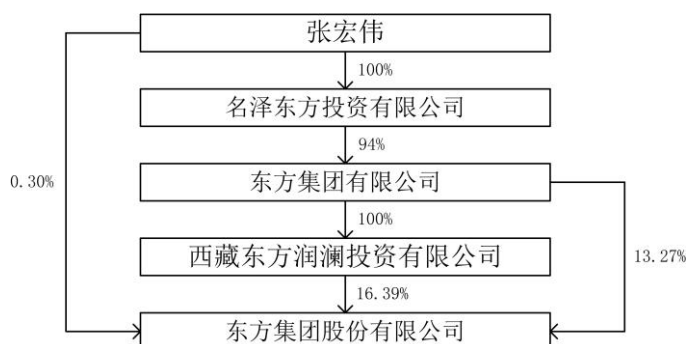 张宏伟
100%
名泽东方投资有限公司
94%
0.30%
东方集团有限公司
100%
西藏东方润澜投资有限公司
13.27%
16.39%
东方集团股份有限公司